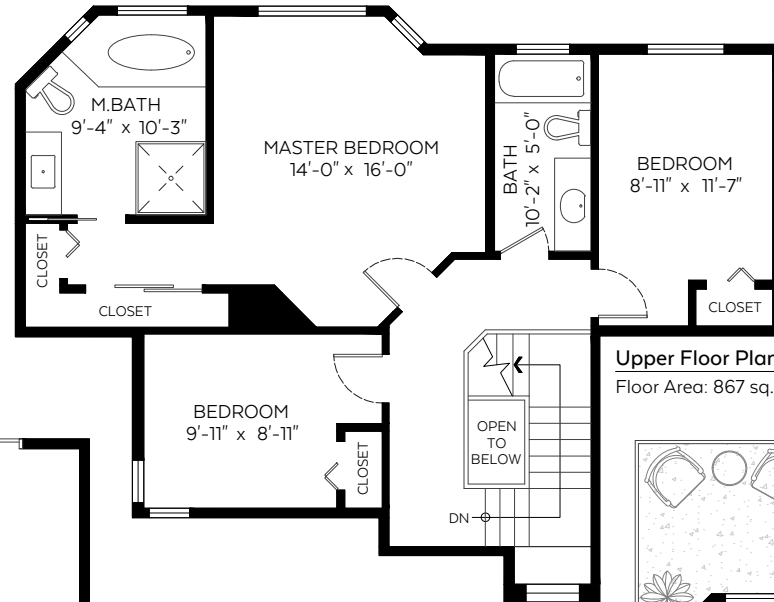 M.BATH
9'-4" x 10'-3"
MASTER BEDROOM
14'-0" x 16'-0"
BATH
10'-2" x 5'-0"
BEDROOM
8'-11" x 11'-7"
CLOSET
CLOSET
CLOSET
Upper Floor Plan
Floor Area: 867 sq.
BEDROOM
9'-11" x 8'-11"
CLOSET
OPEN
TO
BELOW
DN